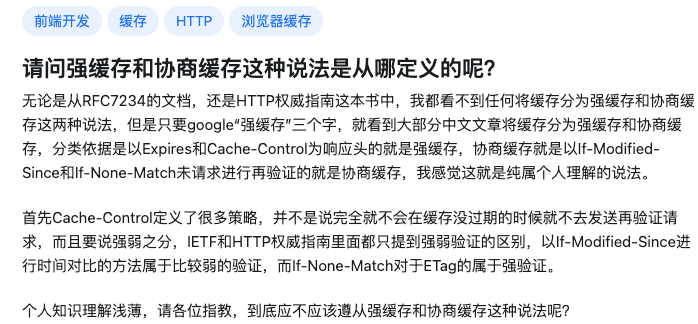 前端开发 缓存 HTTP 浏览器缓存
请问强缓存和协商缓存这种说法是从哪定义的呢?
无论是从RFC7234的文档，还是HTTP权威指南这本书中，我都看不到任何将缓存分为强缓存和协商缓
存这两种说法，但是只要google“强缓存”三个字，就看到大部分中文文章将缓存分为强缓存和协商缓
存，分类依据是以Expires和Cache-Control为响应头的就是强缓存，协商缓存就是以If-Modified-
Since和If-None-Match未请求进行再验证的就是协商缓存，我感觉这就是纯属个人理解的说法。
首先Cache-Control定义了很多策略，并不是说完全就不会在缓存没过期的时候就不去发送再验证请
求，而且要说强弱之分，IETF和HTTP权威指南里面都只提到强弱验证的区别，以If-Modified-Since进
行时间对比的方法属于比较弱的验证，而If-None-Match对于ETag的属于强验证。
个人知识理解浅薄，请各位指教，到底应不应该遵从强缓存和协商缓存这种说法呢?